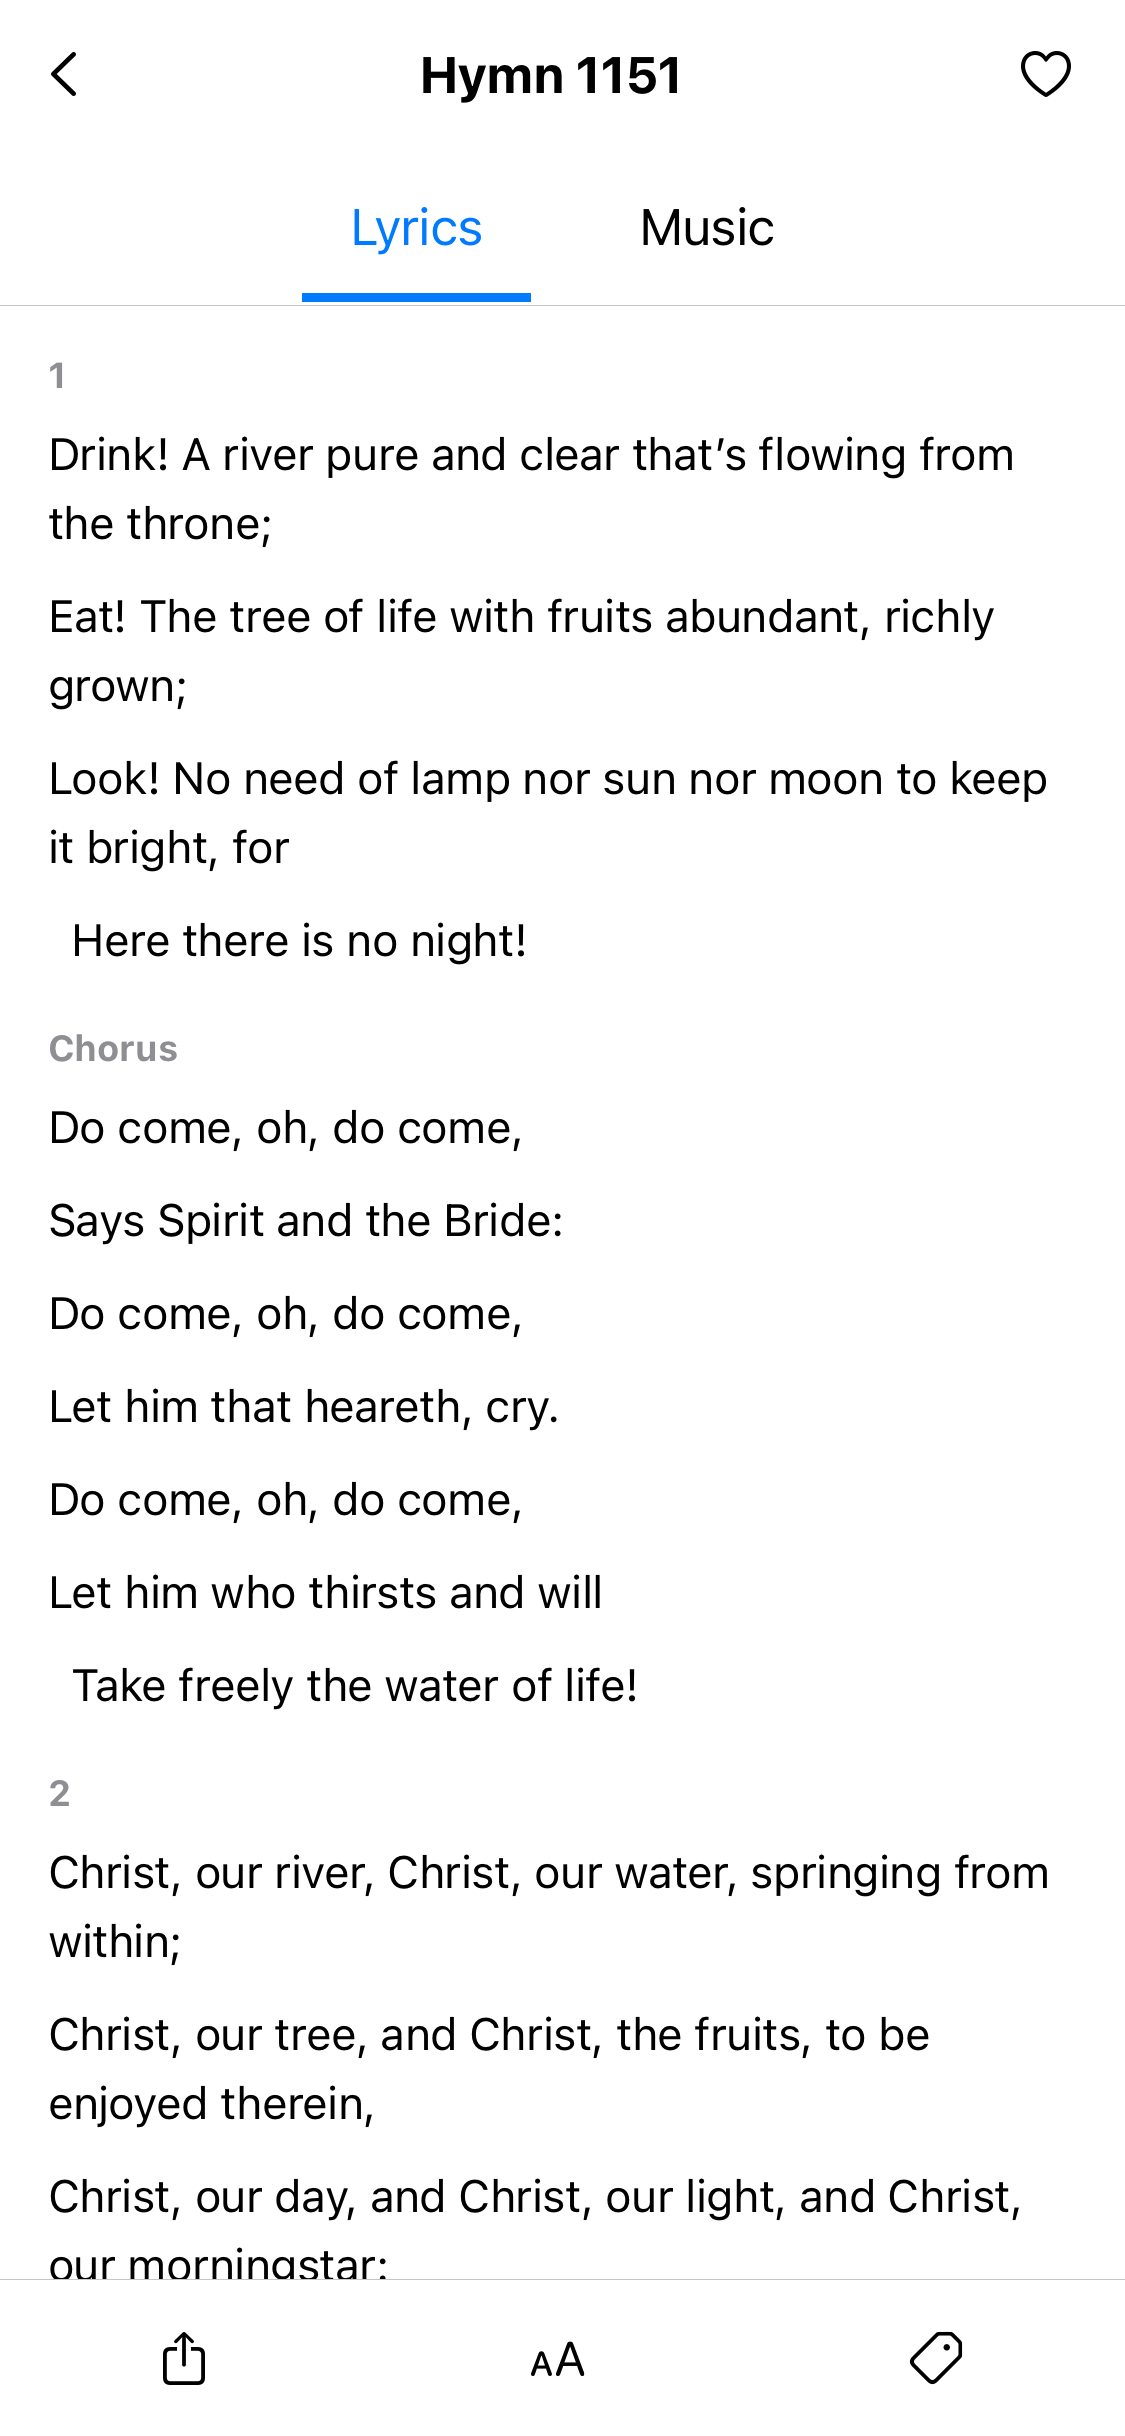 Hymn 1151
Lyrics
Music
1
Drink! A river pure and clear that’s flowing from
the throne;
Eat! The tree of life with fruits abundant, richly
grown;
Look! No need of lamp nor sun nor moon to keep
it bright, for
Here there is no night!
Chorus
Do come, oh, do come,
Says Spirit and the Bride:
Do come, oh, do come,
Let him that heareth, cry.
Do come, oh, do come,
Let him who thirsts and will
Take freely the water of life!
2
Christ, our river, Christ, our water, springing from
within;
Christ, our tree, and Christ, the fruits, to be
enjoyed therein,
Christ, our day, and Christ, our light, and Christ,
our morningstar:
AA